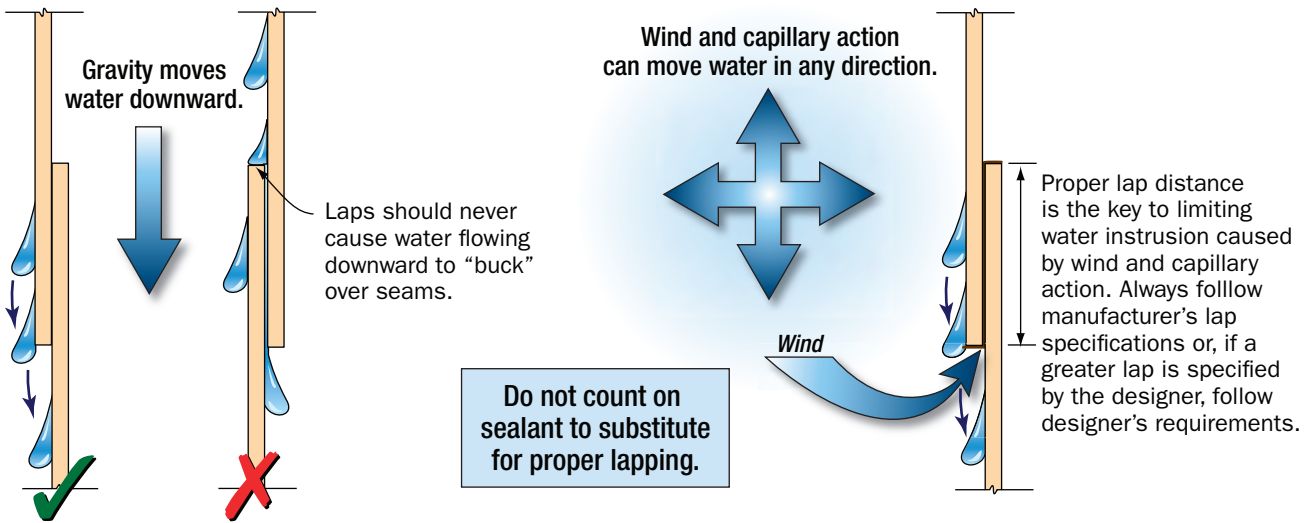 Gravity moves
water downward.
Laps should never
cause water flowing
downward to “buck”
over seams.
Wind and capillary action
can move water in any direction.
Wind
Do not count on
sealant to substitute
for proper lapping.
Proper lap distance
is the key to limiting
water instrusion caused
by wind and capillary
action. Always folllow
manufacturer’s lap
specifications or, if a
greater lap is specified
by the designer, follow
designer’s requirements.